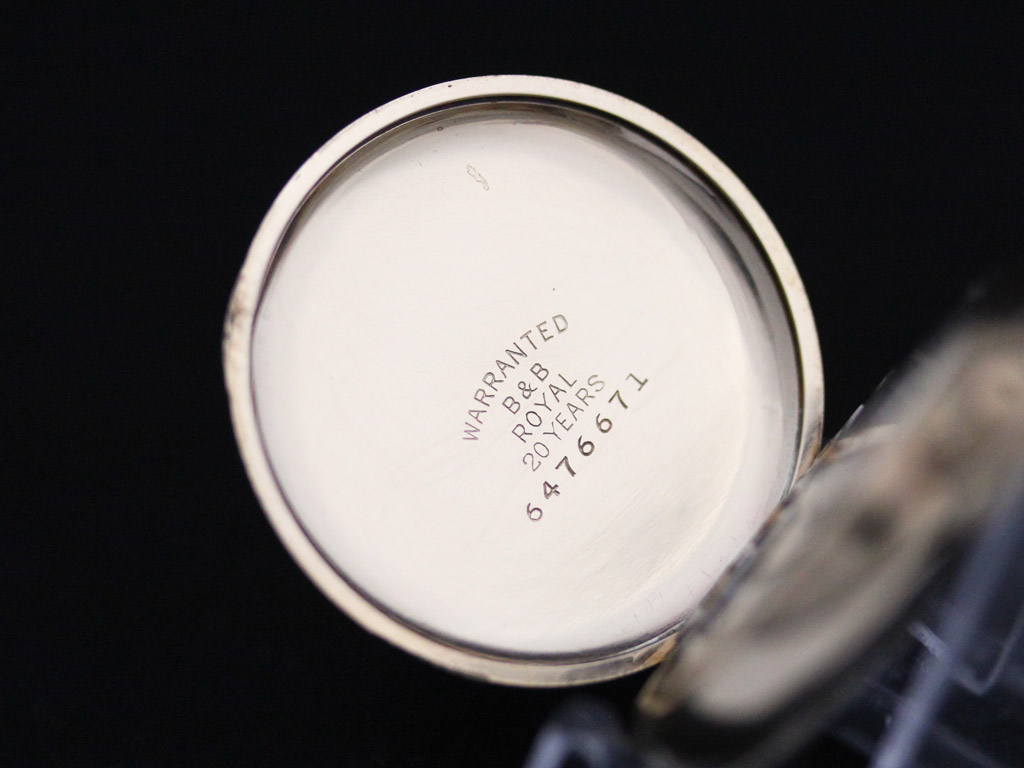 WARRANTED
B&B
ROYAL
20 YEARS
6476671